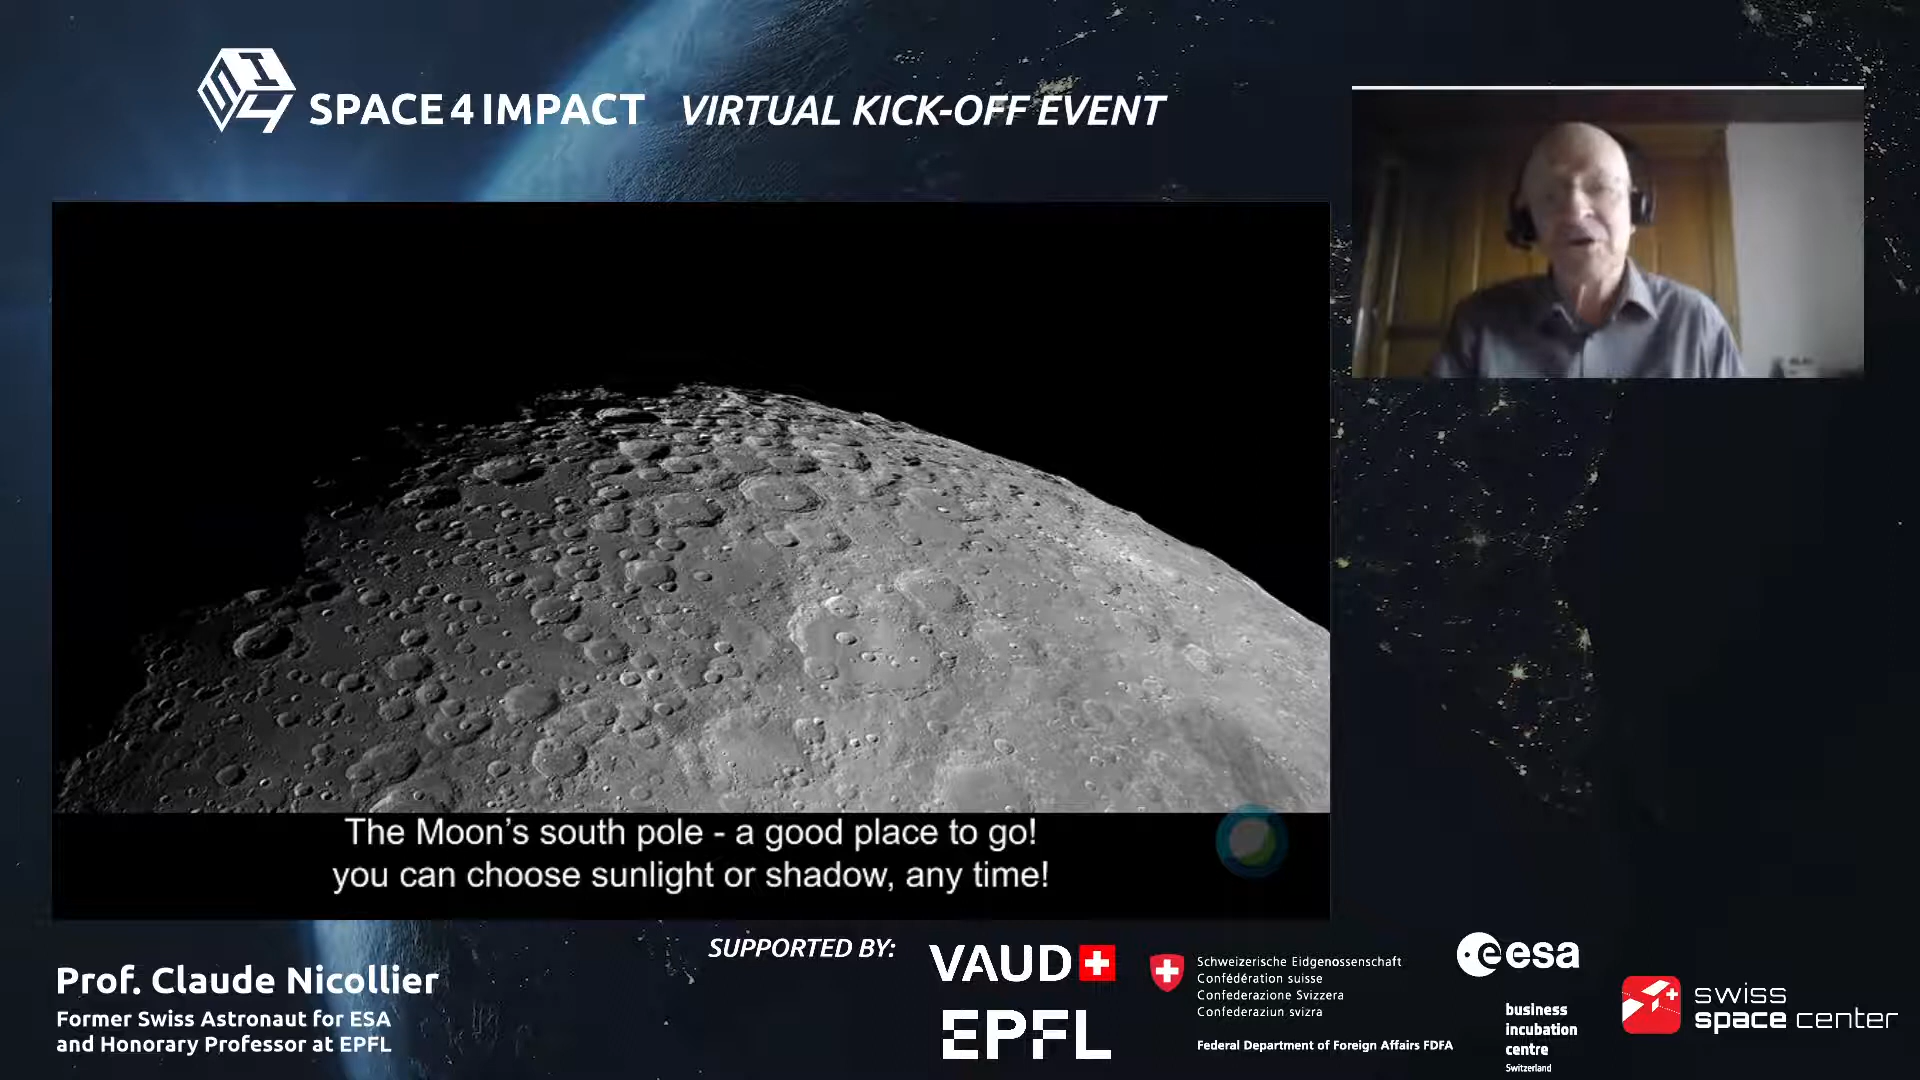 SPACE4IMPACT VIRTUAL KICK-OFF EVENT
The Moon's south pole - a good place to go!
you can choose sunlight or shadow, any time!
Prof. Claude Nicollier
Former Swiss Astronaut for ESA
and Honorary Professor at EPFL
SUPPORTED BY:
VAUD
EPFL
Schweizerische Eidgenossenschaft
Confédération suisse
Confederazione Svizzera
Confederaziun svizra
Federal Department of Foreign Affairs FDFA
esa
business
incubation
centre
Switzerland
swiss
space center